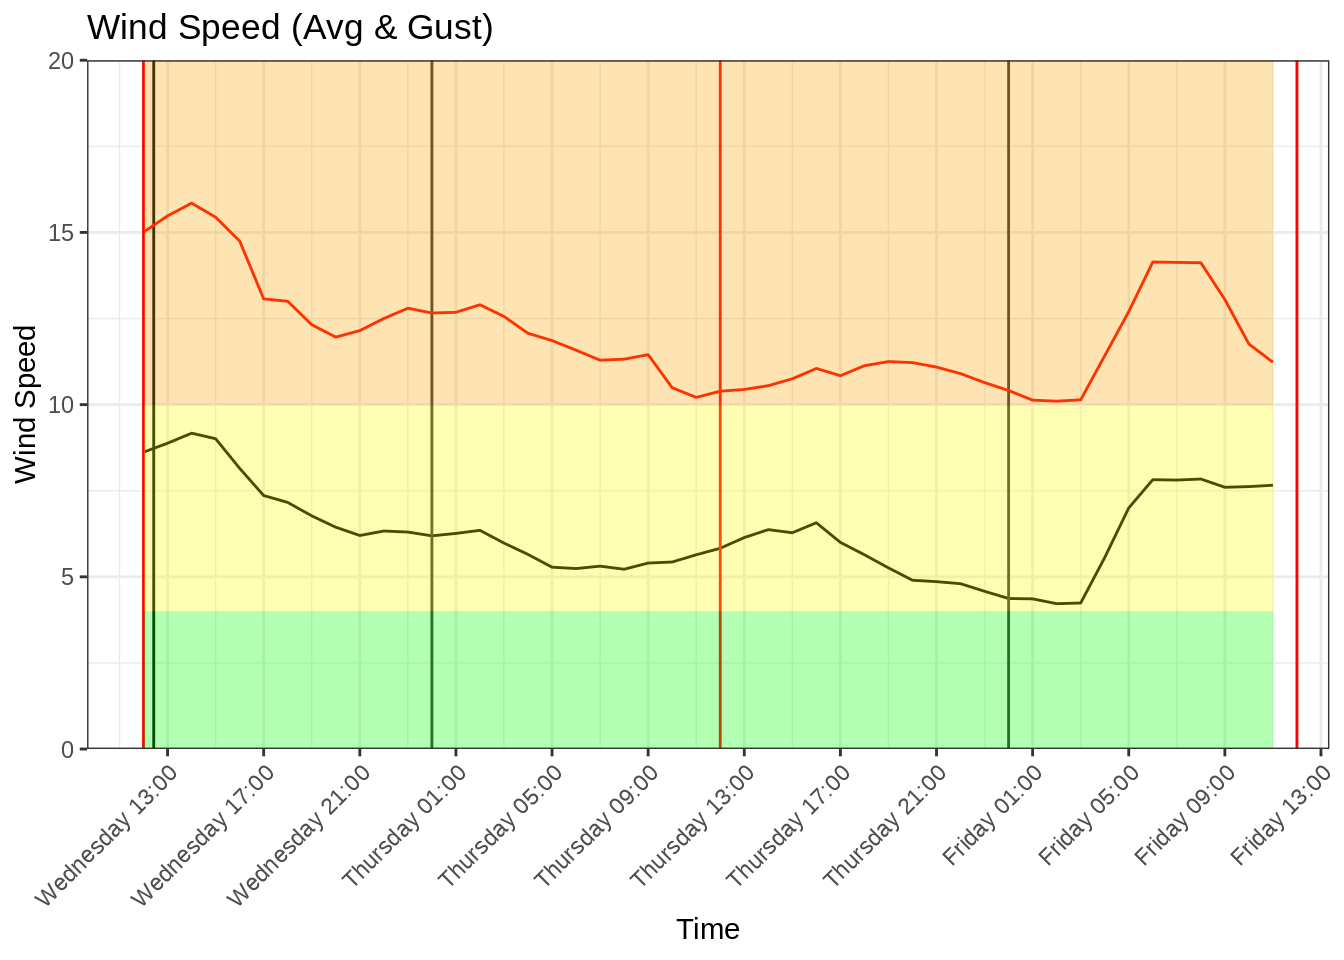 Wind Speed (Avg & Gust)
20
15
10
5
0
Wind Speed
Wednesday 13:00
Wednesday 17:00
Wednesday 21:00
Thursday 01:00
Thursday 05:00
Thursday 09:00
Thursday 13:00
Thursday 17:00
Thursday 21:00
Friday 01:00
Friday 05:00
Friday 09:00
Friday 13:00
Time